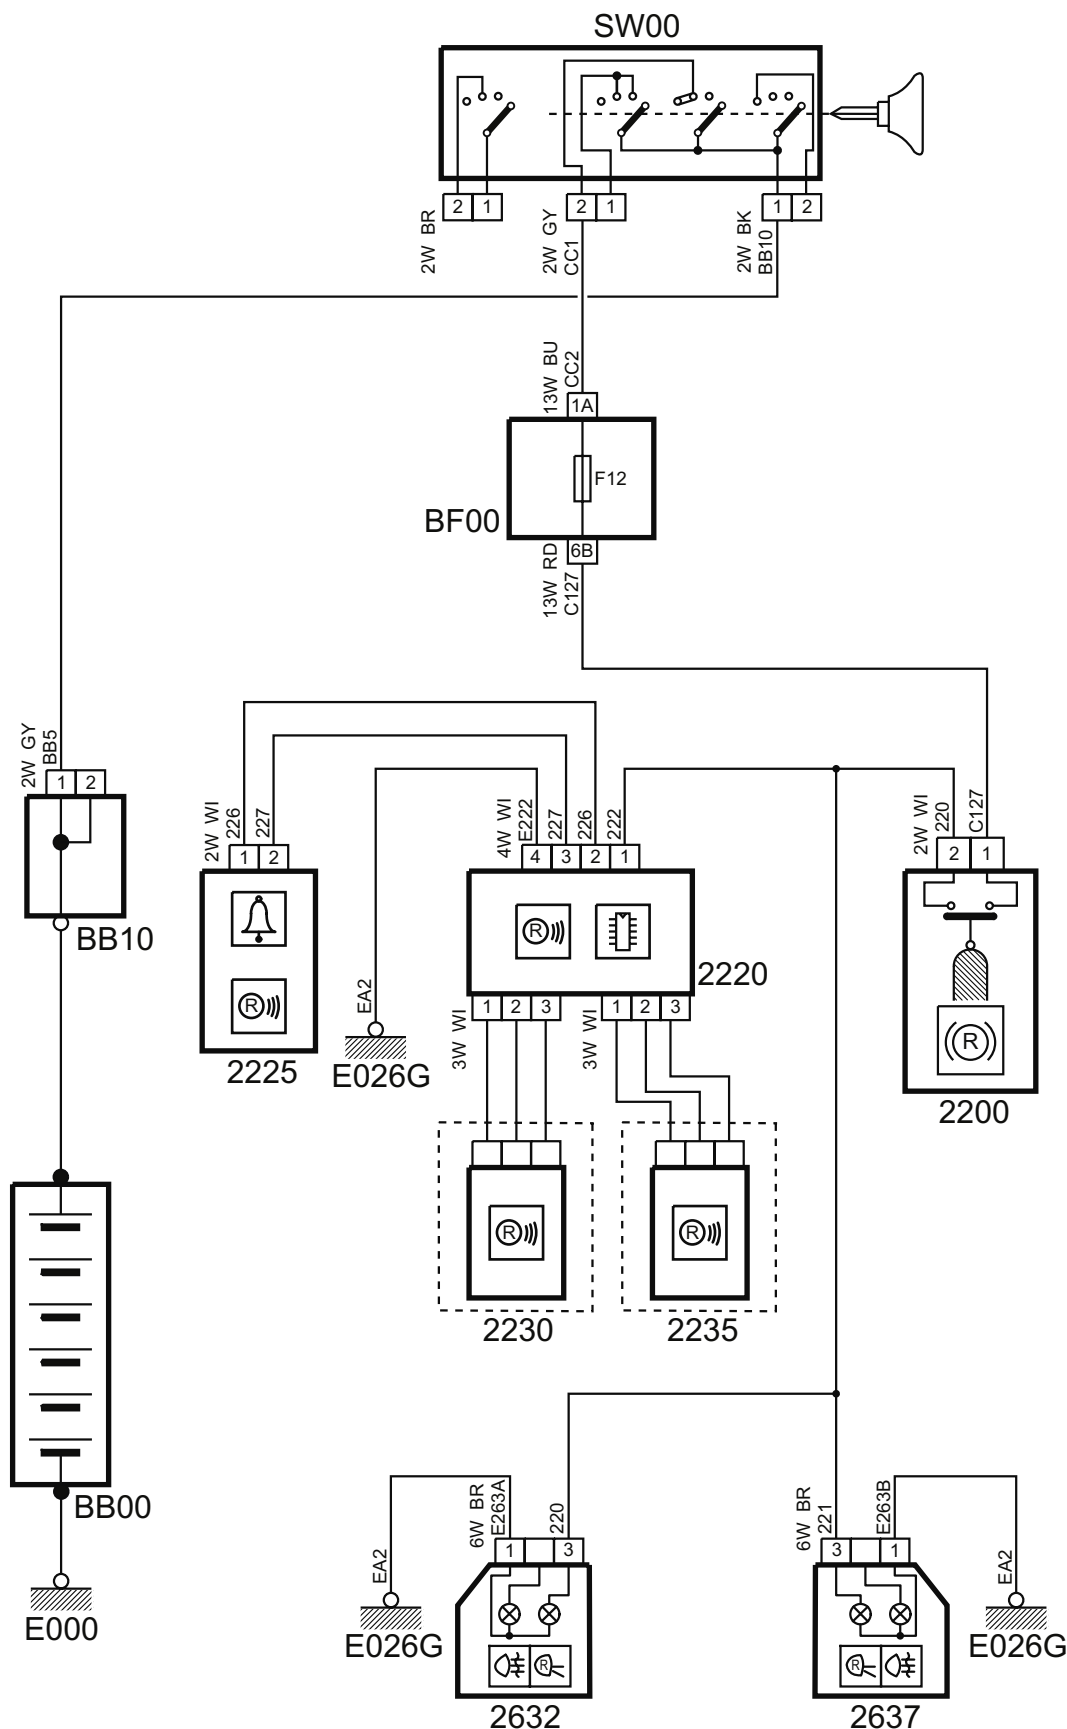 SW00
2 1
2 1
1 2
2W BR
2W GY
CC1
2W BK
BB10
13W BU
CC2
1A
F12
BF00
6B
13W RD
C127
2W GY
BB5
1 2
BB10
2W WI
226
227
1 2
4W WI
E222
227
226
222
4 3 2 1
2W WI
220
C127
2 1
R
R
2220
EA2
E026G
2225
R
2200
3W WI
1 2 3
3W WI
1 2 3
R
R
2230
2235
BB00
E000
6W BR
E263A
220
1 3
EA2
E026G
R
2632
6W BR
221
E263B
3 1
EA2
E026G
R
2637